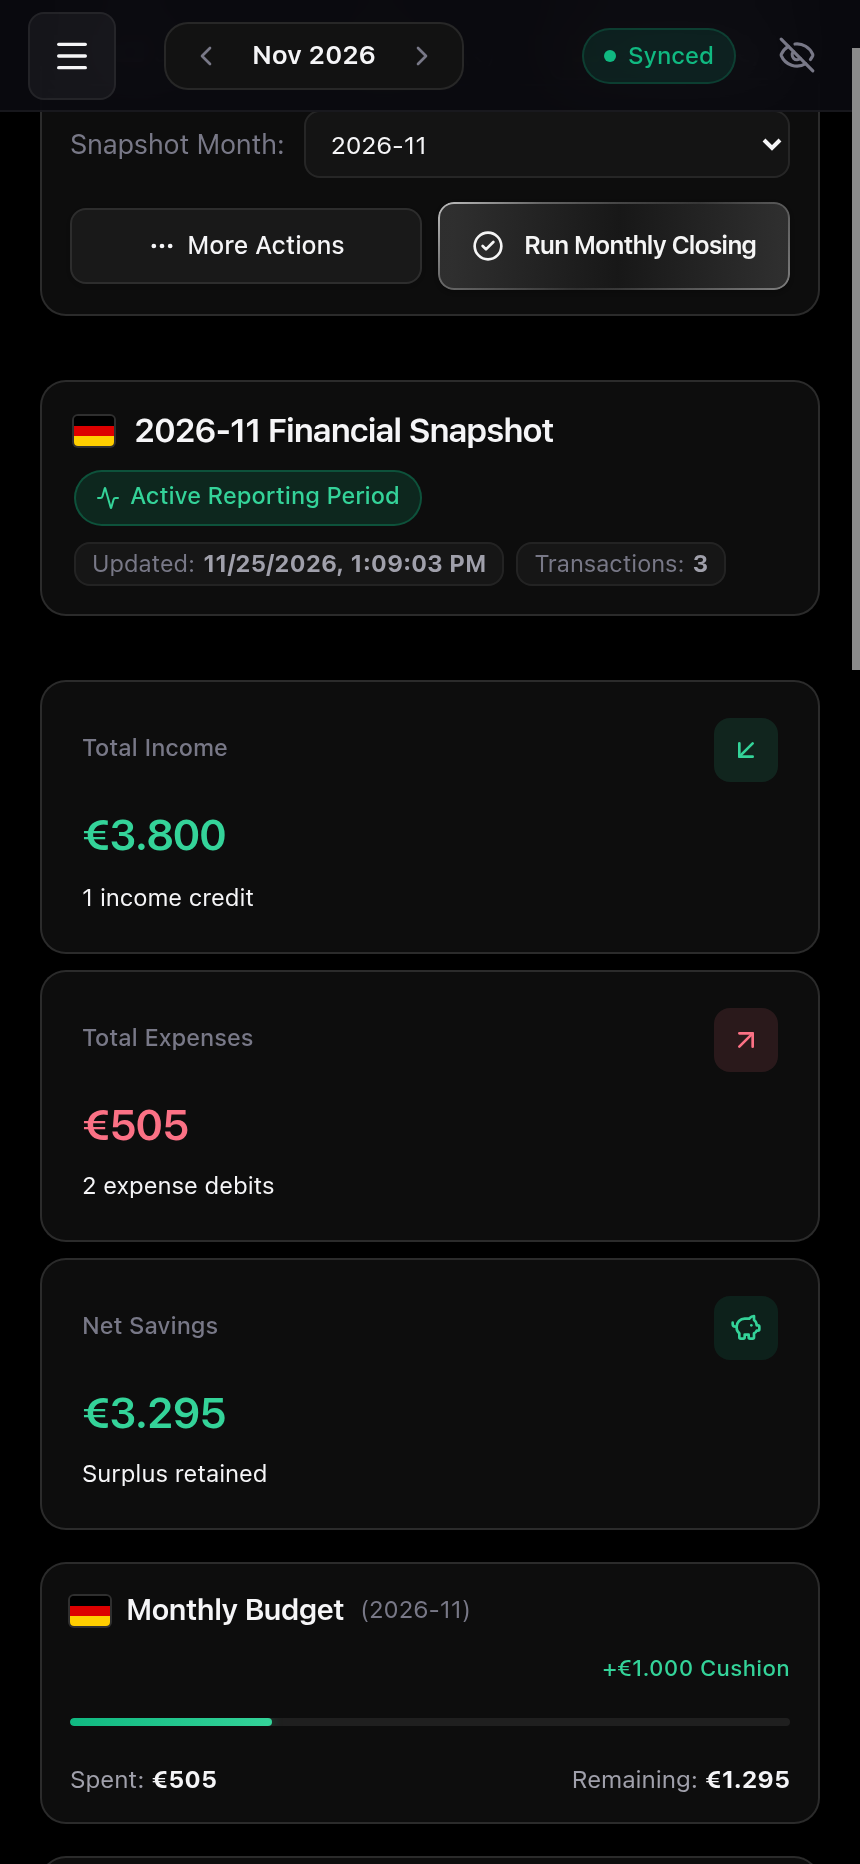 Nov 2026
Synced
Snapshot Month: 2026-11
··· More Actions
Run Monthly Closing
2026-11 Financial Snapshot
Active Reporting Period
Updated: 11/25/2026, 1:09:03 PM
Transactions: 3
Total Income
€3.800
1 income credit
Total Expenses
€505
2 expense debits
Net Savings
€3.295
Surplus retained
Monthly Budget (2026-11)
+€1.000 Cushion
Spent: €505
Remaining: €1.295